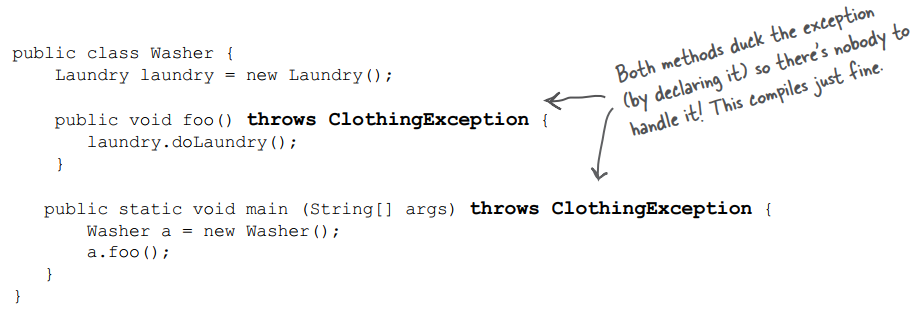 public class Washer {
Laundry laundry = new Laundry();
public void foo() throws ClothingException {
laundry.doLaundry();
}
public static void main (String[] args) throws ClothingException {
Washer a = new Washer();
a.foo();
}
}
Both methods duck the exception
(by declaring it) so there's nobody to
handle it! This compiles just fine.